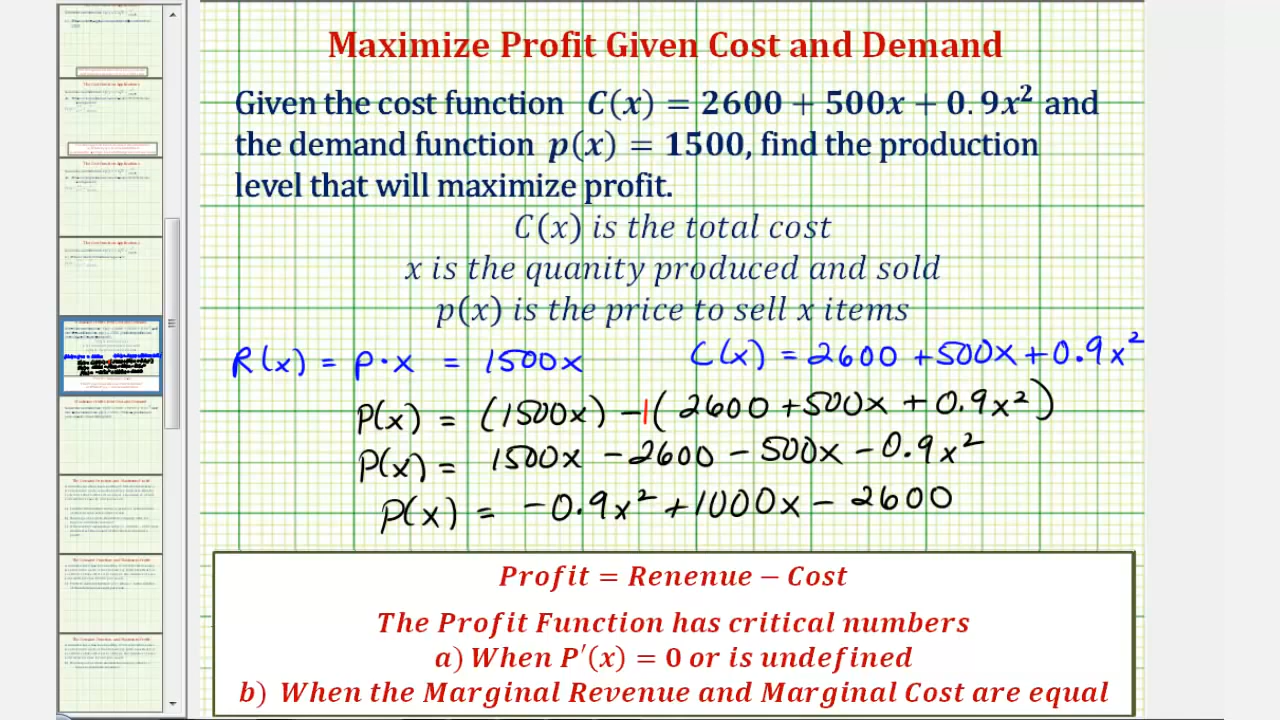 Maximize Profit Given Cost and Demand
Given the cost function C(x) = 2600 + 500x + 0.9x² and
the demand function p(x) = 1500, find the production
level that will maximize profit.
C(x) is the total cost
x is the quanity produced and sold
p(x) is the price to sell x items
R(x) = P·x = 1500x C(x) = 2600 + 500x + 0.9x²
P(x) = (1500x) -1(2600 + 500x + 0.9x²)
P(x) = 1500x - 2600 - 500x - 0.9x²
P(x) = -0.9x² + 1000x - 2600
Profit = Renenue − Cost
The Profit Function has critical numbers
a) When P′(x) = 0 or is undefined
b) When the Marginal Revenue and Marginal Cost are equal